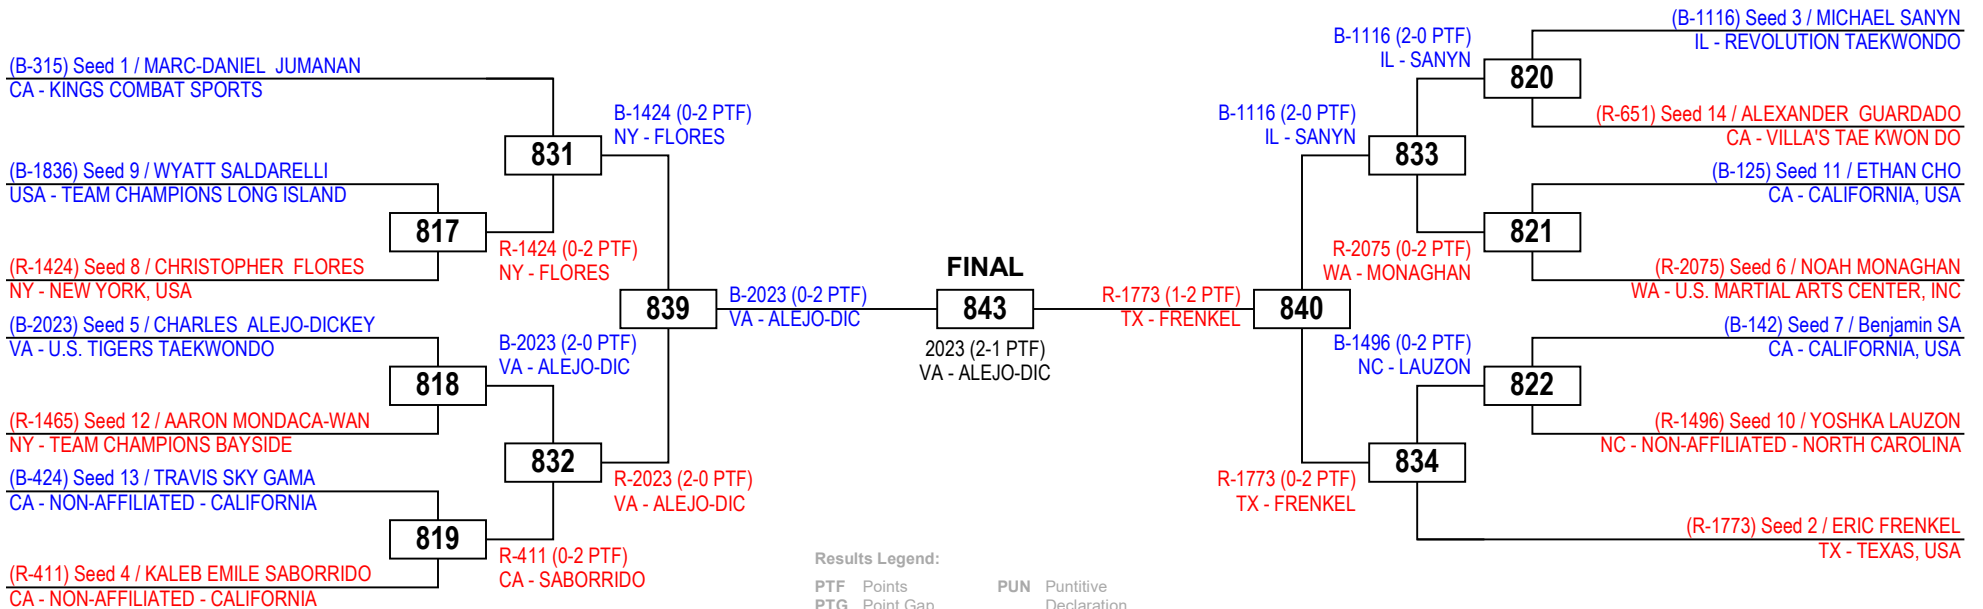 (B-315) Seed 1 / MARC-DANIEL JUMANAN
CA - KINGS COMBAT SPORTS
(B-1836) Seed 9 / WYATT SALDARELLI
USA - TEAM CHAMPIONS LONG ISLAND
(R-1424) Seed 8 / CHRISTOPHER FLORES
NY - NEW YORK, USA
(B-2023) Seed 5 / CHARLES ALEJO-DICKEY
VA - U.S. TIGERS TAEKWONDO
(R-1465) Seed 12 / AARON MONDACA-WAN
NY - TEAM CHAMPIONS BAYSIDE
(B-424) Seed 13 / TRAVIS SKY GAMA
CA - NON-AFFILIATED - CALIFORNIA
(R-411) Seed 4 / KALEB EMILE SABORRIDO
CA - NON-AFFILIATED - CALIFORNIA
817
818
819
R-1424 (0-2 PTF)
NY - FLORES
B-2023 (2-0 PTF)
VA - ALEJO-DIC
R-411 (0-2 PTF)
CA - SABORRIDO
831
832
B-1424 (0-2 PTF)
NY - FLORES
R-2023 (2-0 PTF)
VA - ALEJO-DIC
839
B-2023 (0-2 PTF)
VA - ALEJO-DIC
FINAL
843
2023 (2-1 PTF)
VA - ALEJO-DIC
R-1773 (1-2 PTF)
TX - FRENKEL
840
B-1116 (2-0 PTF)
IL - SANYN
R-1773 (0-2 PTF)
TX - FRENKEL
833
834
B-1116 (2-0 PTF)
IL - SANYN
R-2075 (0-2 PTF)
WA - MONAGHAN
B-1496 (0-2 PTF)
NC - LAUZON
820
821
822
(B-1116) Seed 3 / MICHAEL SANYN
IL - REVOLUTION TAEKWONDO
(R-651) Seed 14 / ALEXANDER GUARDADO
CA - VILLA'S TAE KWON DO
(B-125) Seed 11 / ETHAN CHO
CA - CALIFORNIA, USA
(R-2075) Seed 6 / NOAH MONAGHAN
WA - U.S. MARTIAL ARTS CENTER, INC
(B-142) Seed 7 / Benjamin SA
CA - CALIFORNIA, USA
(R-1496) Seed 10 / YOSHKA LAUZON
NC - NON-AFFILIATED - NORTH CAROLINA
(R-1773) Seed 2 / ERIC FRENKEL
TX - TEXAS, USA
Results Legend:
PTF Points PUN Puntitive
PTG Point Gap Declaration